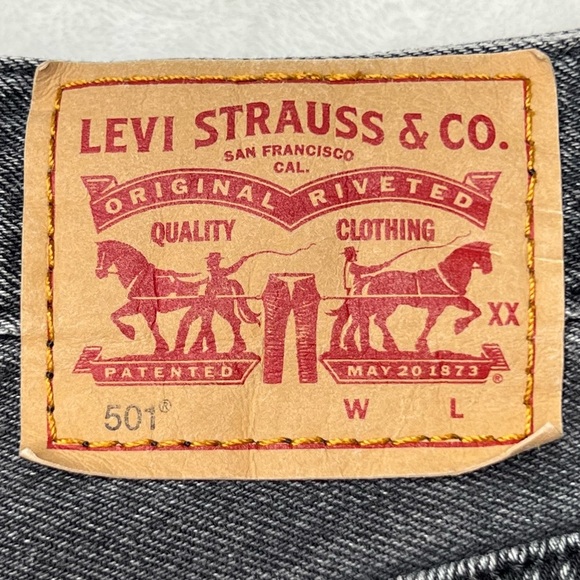 LEVI STRAUSS & CO.
SAN FRANCISCO
CAL.
ORIGINAL RIVETED
QUALITY CLOTHING
XX
PATENTED MAY 20 1873 ®
501® W L